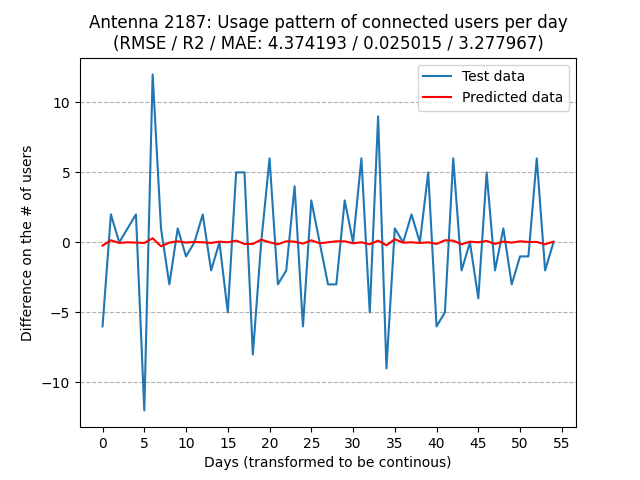 Antenna 2187: Usage pattern of connected users per day
(RMSE / R2 / MAE: 4.374193 / 0.025015 / 3.277967)
Test data
Predicted data
Difference on the # of users
10
5
0
−5
−10
0 5 10 15 20 25 30 35 40 45 50 55
Days (transformed to be continous)